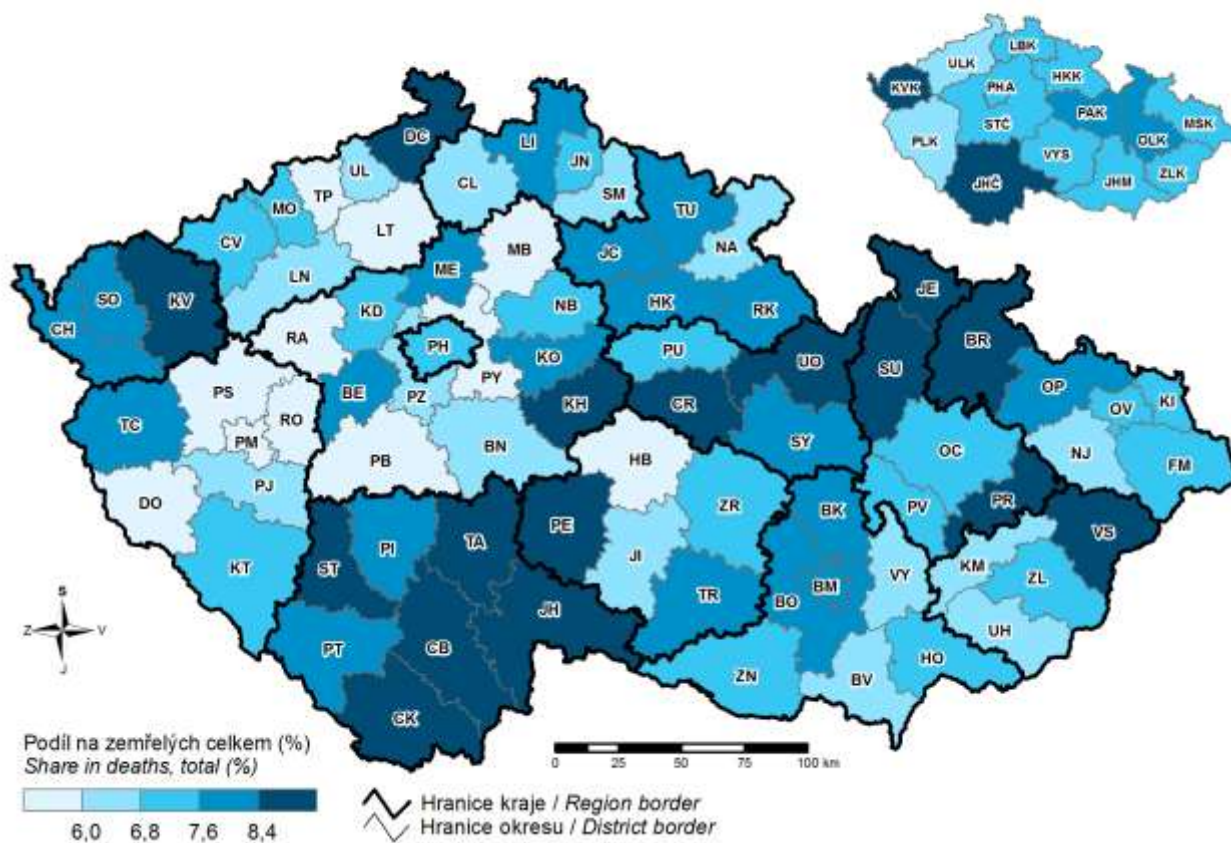 LBK
ULK
HKK
KVK
PHA
PAK
MSK
STČ
OLK
PLK
VYS
ZLK
JHM
JHČ
DC
LI
JN
UL
CL
SM
TP
MO
TU
LT
CV
MB
JC
NA
ME
LN
SO
KV
KD
NB
HK
RK
JE
CH
RA
PH
PU
KO
UO
BR
SU
PS
BE
PZ
PY
OP
KI
OV
TC
RO
KH
CR
PM
SY
OC
NJ
FM
PB
BN
HB
PJ
DO
PR
ZR
PV
BK
VS
PE
TA
PI
JI
KT
ST
KM
VY
ZL
BM
TR
BO
JH
UH
CB
PT
HO
ZN
BV
CK
S
Z V
J
Podíl na zemřelých celkem (%)
Share in deaths, total (%)
6,0 6,8 7,6 8,4
0 25 50 75 100 km
Hranice kraje / Region border
Hranice okresu / District border